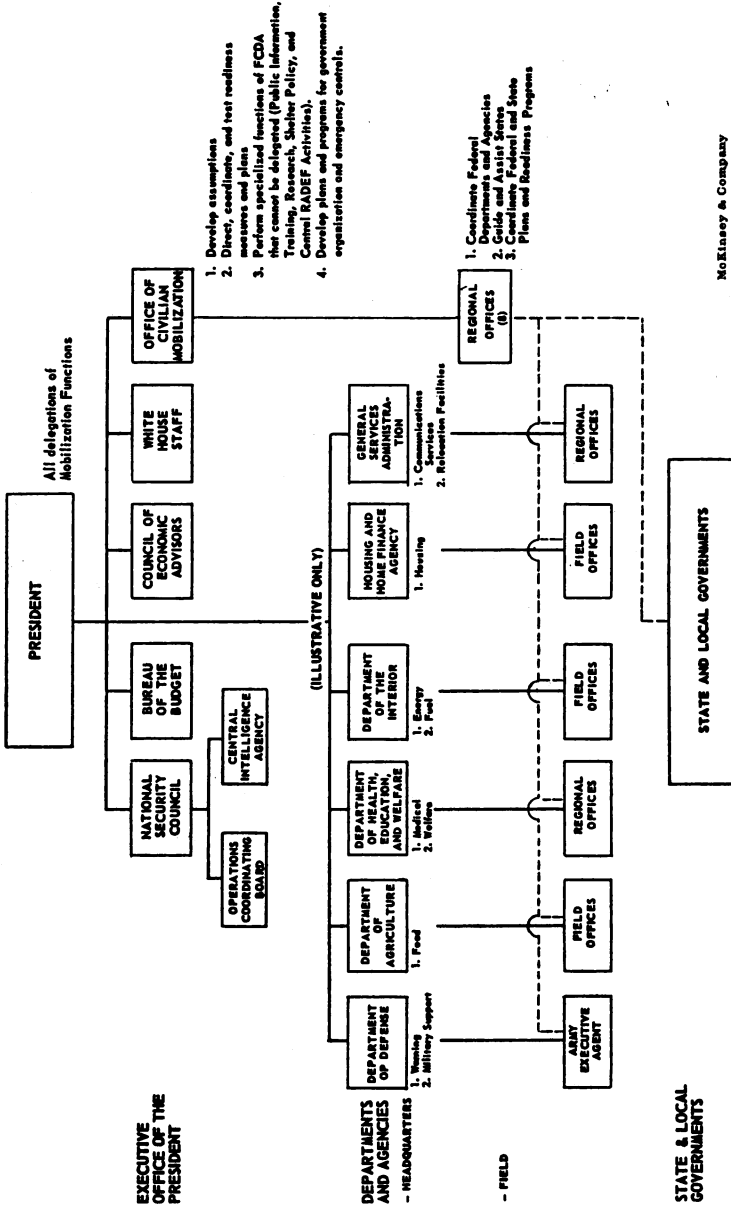 PRESIDENT
All delegations of
Mobilization Functions
EXECUTIVE
OFFICE OF THE
PRESIDENT
NATIONAL
SECURITY
COUNCIL
BUREAU
OF THE
BUDGET
COUNCIL OF
ECONOMIC
ADVISORS
WHITE
HOUSE
STAFF
OFFICE OF
CIVILIAN
MOBILIZATION
OPERATIONS
COORDINATING
BOARD
CENTRAL
INTELLIGENCE
AGENCY
1. Develop assumptions
2. Direct, coordinate, and test readiness
measures and plans
3. Perform specialized functions of FCDA
that cannot be delegated (Public Information,
Training, Research, Shelter Policy, and
Central RADEF Activities).
4. Develop plans and programs for government
organization and emergency controls.
(ILLUSTRATIVE ONLY)
DEPARTMENTS
AND AGENCIES
- HEADQUARTERS
DEPARTMENT
OF DEFENSE
1. Warning
2. Military Support
DEPARTMENT
OF
AGRICULTURE
1. Food
DEPARTMENT
OF HEALTH,
EDUCATION,
AND WELFARE
1. Medical
2. Welfare
DEPARTMENT
OF THE
INTERIOR
1. Energy
2. Fuel
HOUSING AND
HOME FINANCE
AGENCY
1. Housing
GENERAL
SERVICES
ADMINISTRA-
TION
1. Communications
Services
2. Relocation Facilities
REGIONAL
OFFICES
(8)
1. Coordinate Federal
Departments and Agencies
2. Guide and Assist States
3. Coordinate Federal and State
Plans and Readiness Programs
- FIELD
ARMY
EXECUTIVE
AGENT
FIELD
OFFICES
REGIONAL
OFFICES
FIELD
OFFICES
FIELD
OFFICES
REGIONAL
OFFICES
STATE & LOCAL
GOVERNMENTS
STATE AND LOCAL GOVERNMENTS
McKinsey & Company